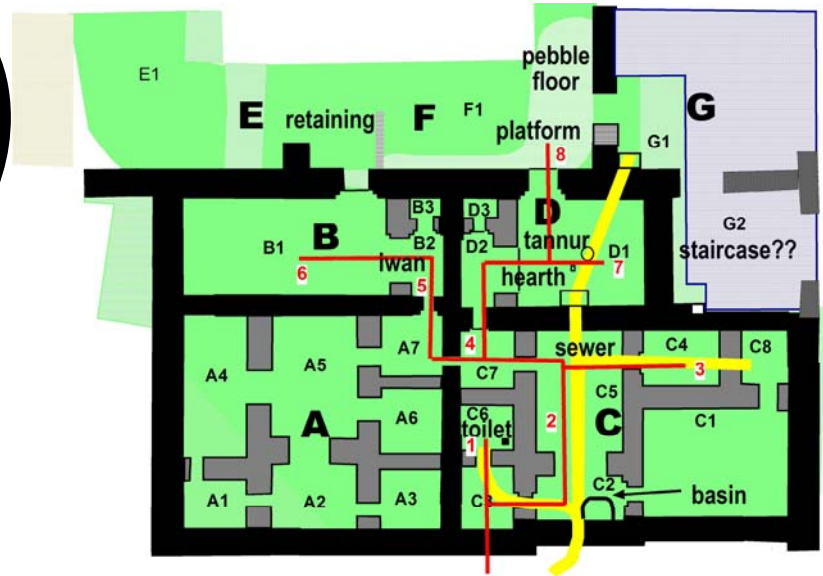 pebble
floor
E1
E
retaining
F
F1
platform
G
G1
8
B3
D3
D
B1
B
B2
D2
tannur
D1
G2
staircase??
iwan
6
5
hearth
7
4
sewer
A7
C7
C4
C8
3
A4
A5
A
A6
C6
toilet
1
2
C5
C
C1
C2
basin
A1
A2
A3
C3